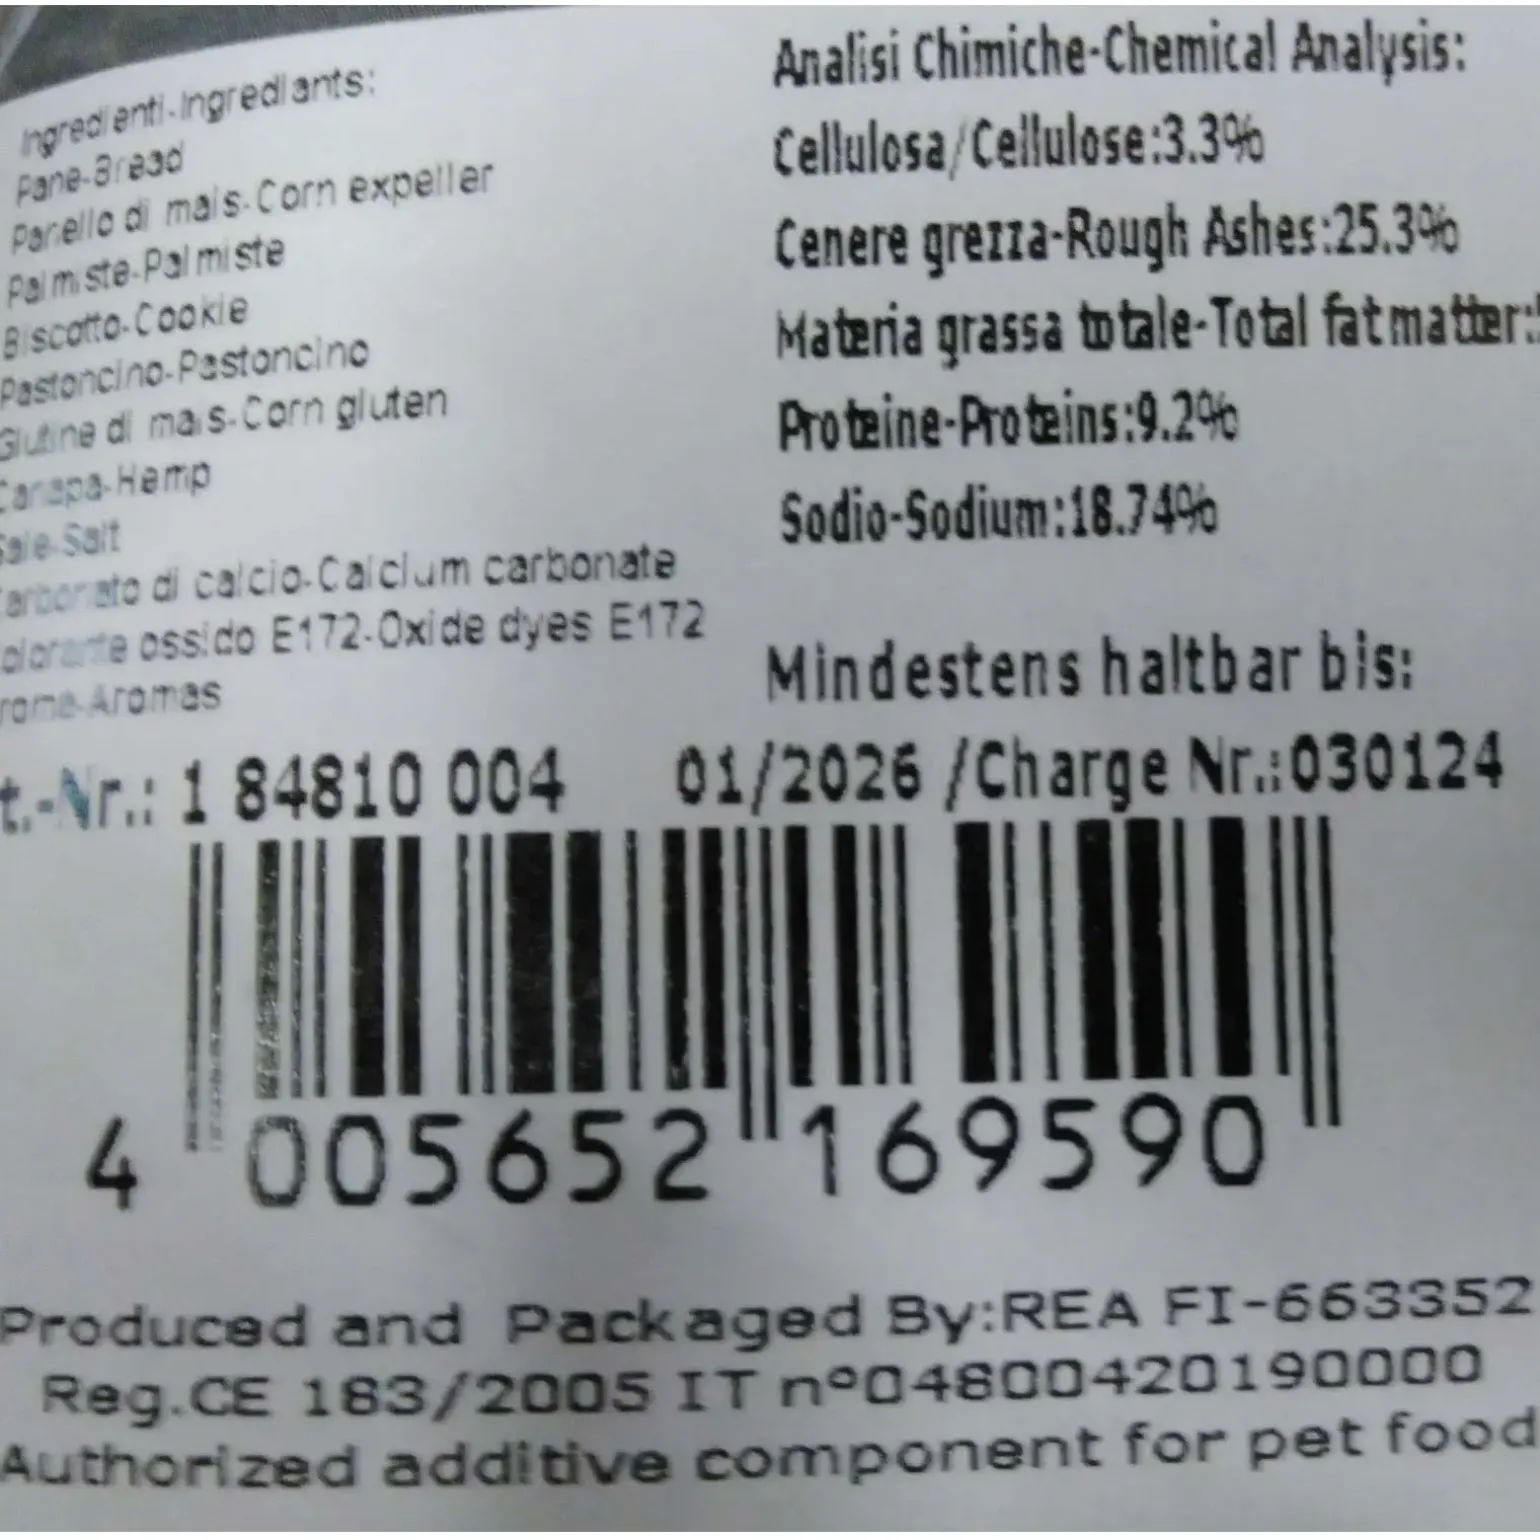 Ingredienti-Ingrediants:
Pane-Bread
Panello di mais-Corn expeller
Palmiste-Palmiste
Biscotto-Cookie
Pastoncino-Pastoncino
Glutine di mais-Corn gluten
Canapa-Hemp
Sale-Salt
arbonato di calcio-Calcium carbonate
olorante ossido E172-Oxide dyes E172
rome-Aromas
Analisi Chimiche-Chemical Analysis:
Cellulosa/Cellulose:3.3%
Cenere grezza-Rough Ashes:25.3%
Materia grassa totale-Total fat matter:
Proteine-Proteins:9.2%
Sodio-Sodium:18.74%
Mindestens haltbar bis:
t.-Nr.: 1 84810 004 01/2026 /Charge Nr.:030124
4 005652 169590
Produced and Packaged By:REA FI-663352
Reg.CE 183/2005 IT n°04800420190000
Authorized additive component for pet food